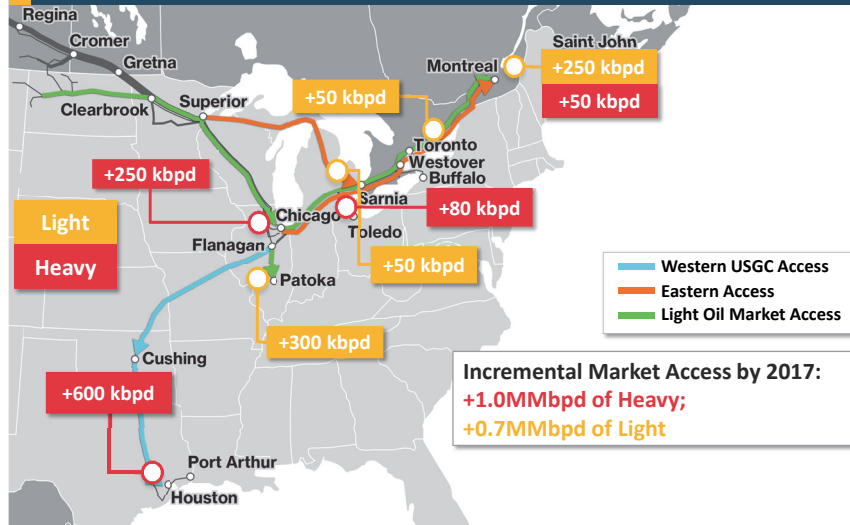 Regina
Cromer
Gretna
Saint John
Montreal
+250 kbpd
+50 kbpd
+50 kbpd
Clearbrook
Superior
Toronto
Westover
Buffalo
+250 kbpd
Sarnia
+80 kbpd
Chicago
Toledo
Light
Heavy
Flanagan
+50 kbpd
Patoka
Western USGC Access
Eastern Access
Light Oil Market Access
+300 kbpd
Cushing
Incremental Market Access by 2017:
+1.0MMbpd of Heavy;
+0.7MMbpd of Light
+600 kbpd
Port Arthur
Houston